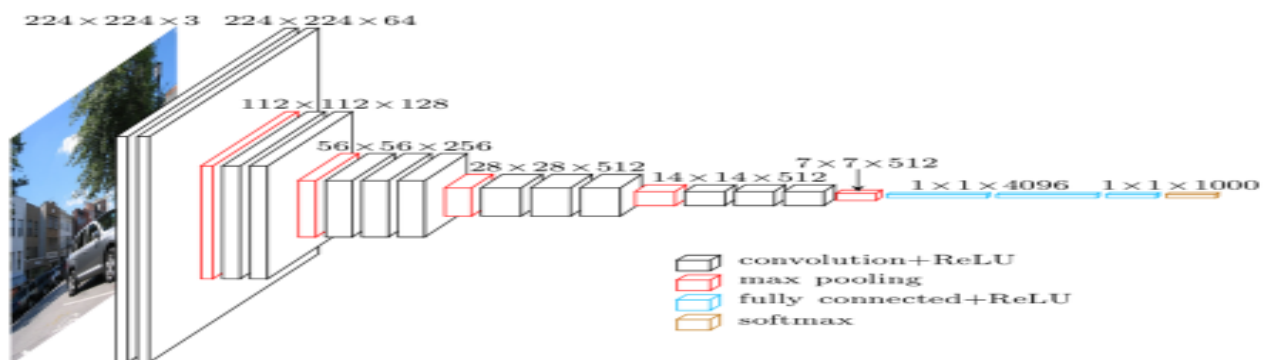 224×224×3
224×224×64
112×112×128
56×56×256
28×28×512
14×14×512
7×7×512
1×1×4096
1×1×1000
convolution+ReLU
max pooling
fully connected+ReLU
softmax